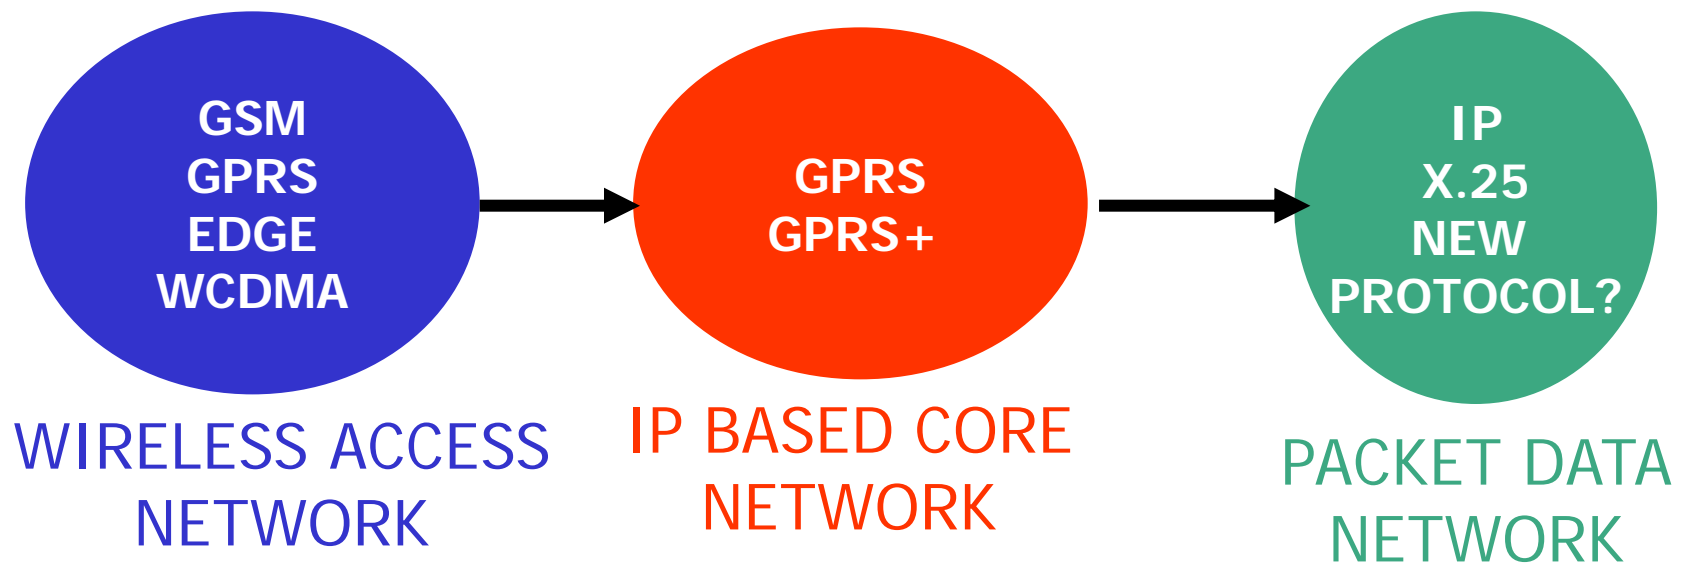 GSM
GPRS
EDGE
WCDMA
WIRELESS ACCESS
NETWORK
GPRS
GPRS+
IP BASED CORE
NETWORK
IP
X.25
NEW
PROTOCOL?
PACKET DATA
NETWORK